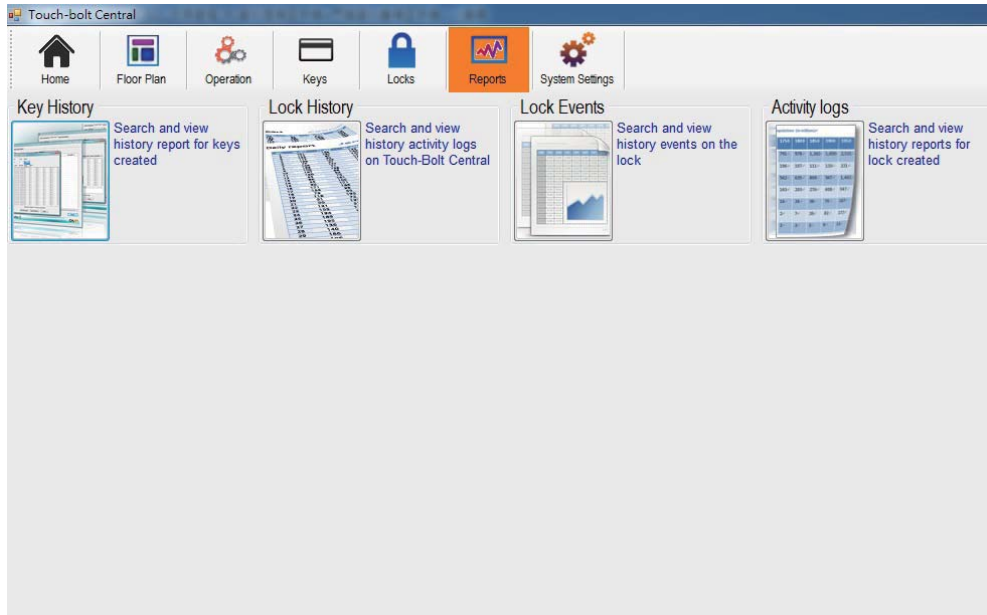 Touch-bolt Central
Home
Floor Plan
Operation
Keys
Locks
Reports
System Settings
Key History
Search and view
history report for keys
created
Lock History
Search and view
history activity logs
on Touch-Bolt Central
Daily reports
Lock Events
Search and view
history events on the
lock
Activity logs
Search and view
history reports for
lock created